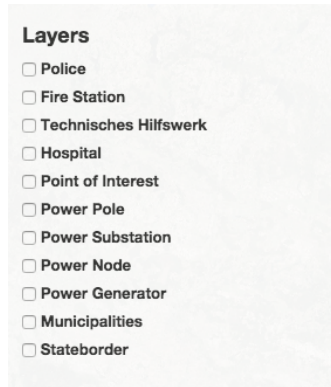 Layers
Police
Fire Station
Technisches Hilfswerk
Hospital
Point of Interest
Power Pole
Power Substation
Power Node
Power Generator
Municipalities
Stateborder